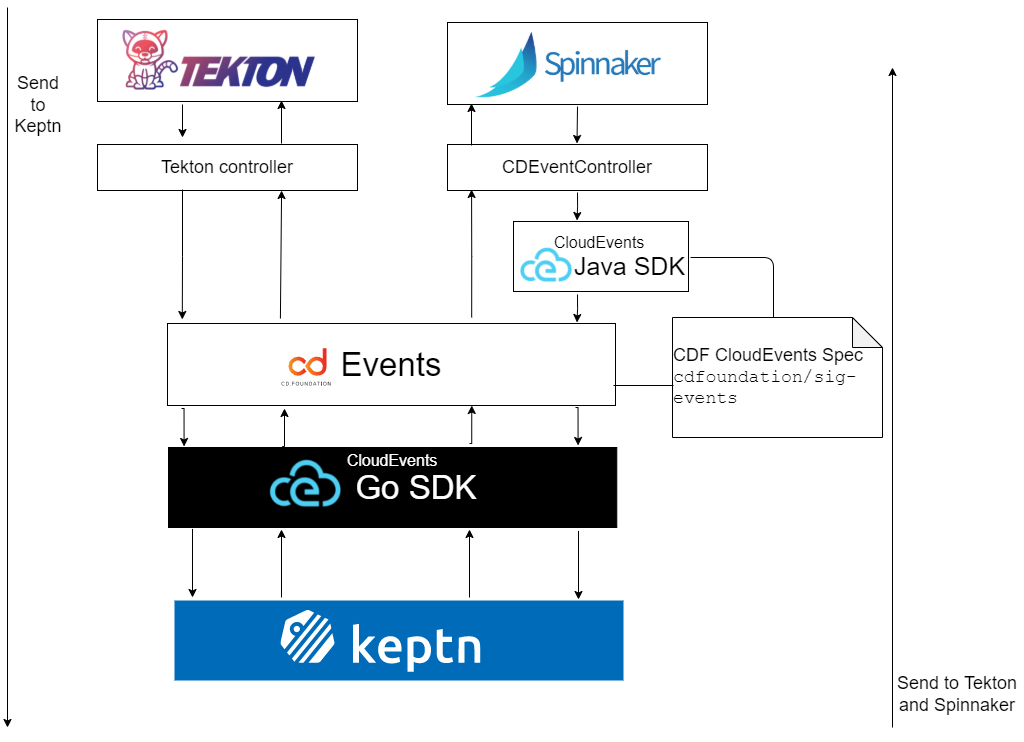 Send
to
Keptn
TEKTON
Spinnaker
Tekton controller
CDEventController
CloudEvents
Java SDK
cd Events
CD.FOUNDATION
CDF CloudEvents Spec
cdfoundation/sig-
events
CloudEvents
Go SDK
keptn
Send to Tekton
and Spinnaker